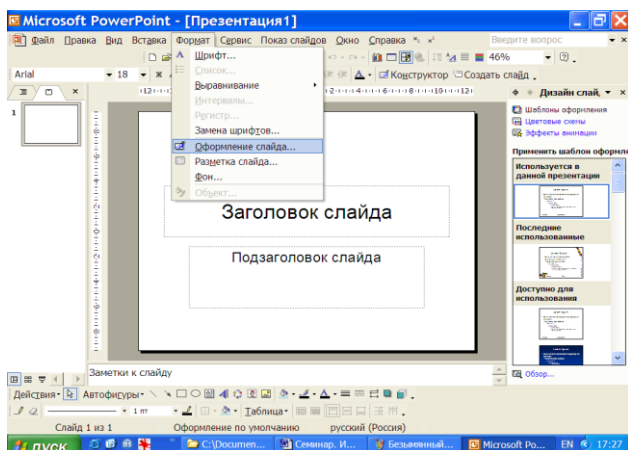 Microsoft PowerPoint - [Презентация1]
Файл Правка Вид Вставка Формат Сервис Показ слайдов Окно Справка
Введите вопрос
46%
Arial
18
Ж
Конструктор
Создать слайд
Шрифт...
Список...
Выравнивание
Интервалы...
Регистр...
Замена шрифтов...
Оформление слайда...
Разметка слайда...
Фон...
Объект...
1
Заголовок слайда
Подзаголовок слайда
Дизайн слай,
Шаблоны оформления
Цветовые схемы
Эффекты анимации
Применить шаблон оформле
Используется в
данной презентации
Последние
использованные
Доступно для
использования
Обзор...
Заметки к слайду
Действия
Автофигуры
1 пт
Таблица
Слайд 1 из 1
Оформление по умолчанию
русский (Россия)
пуск
C:\Documen...
Семинар. И...
Безымянный...
Microsoft Po...
EN
17:27